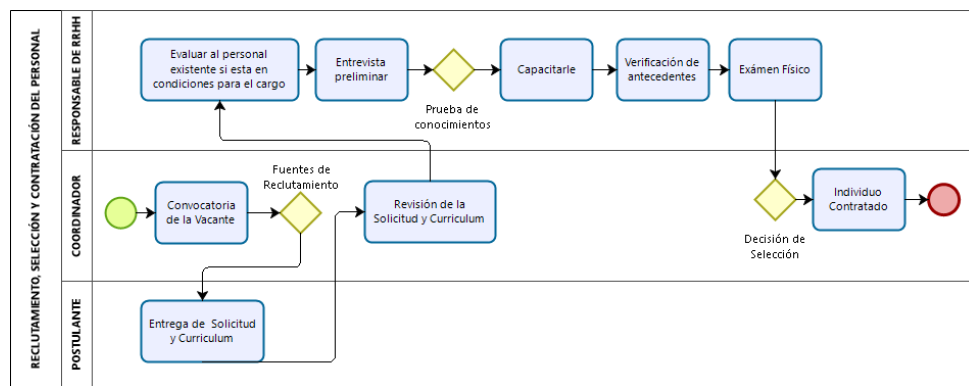 RECLUTAMIENTO, SELECCIÓN Y CONTRATACIÓN DEL PERSONAL
RESPONSABLE DE RRHH
Evaluar al personal
existente si esta en
condiciones para el cargo
Entrevista
preliminar
Prueba de
conocimientos
Capacitarle
Verificación de
antecedentes
Exámen Físico
COORDINADOR
Convocatoria
de la Vacante
Fuentes de
Reclutamiento
Revisión de la
Solicitud y Curriculum
Decisión de
Selección
Individuo
Contratado
POSTULANTE
Entrega de Solicitud
y Curriculum